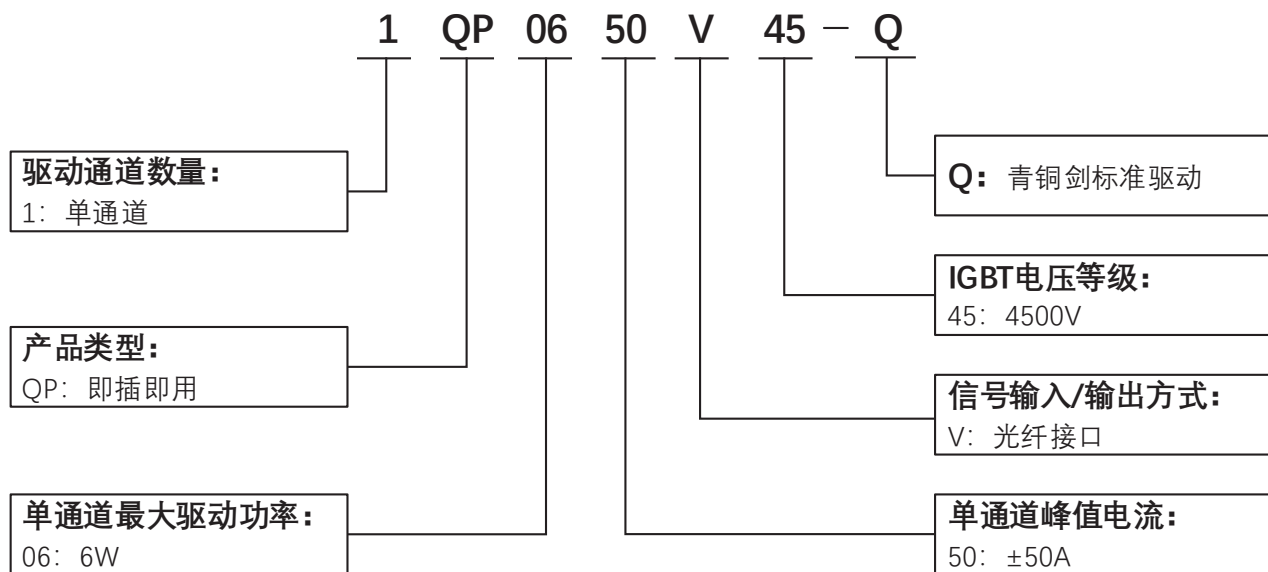 1 QP 06 50 V 45 － Q
驱动通道数量：
1：单通道
产品类型：
QP：即插即用
单通道最大驱动功率：
06：6W
Q：青铜剑标准驱动
IGBT电压等级：
45：4500V
信号输入/输出方式：
V：光纤接口
单通道峰值电流：
50：±50A